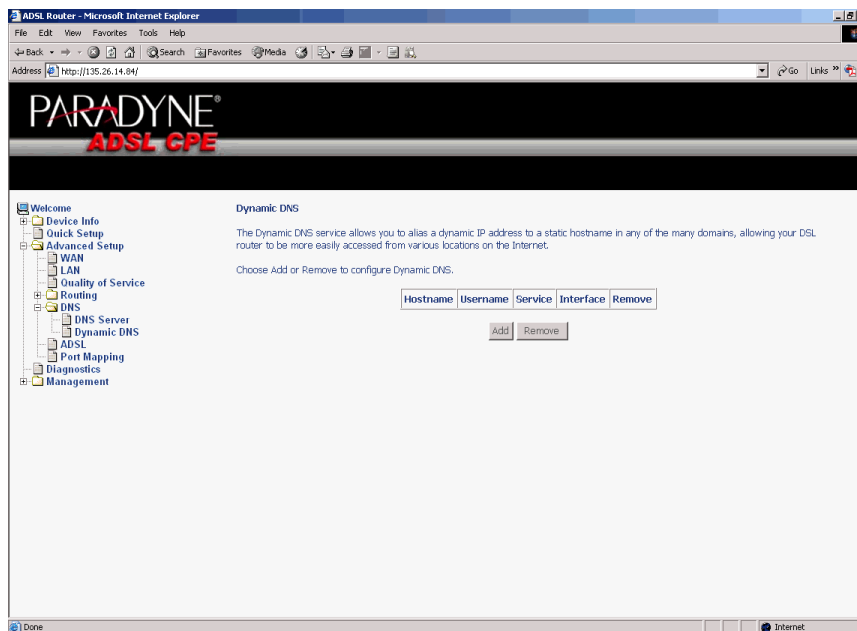 ADSL Router - Microsoft Internet Explorer
File Edit View Favorites Tools Help
Back Search Favorites Media
Address http://135.26.14.84/ Go Links »
PARADYNE®
ADSL CPE
Welcome
Device Info
Quick Setup
Advanced Setup
WAN
LAN
Quality of Service
Routing
DNS
DNS Server
Dynamic DNS
ADSL
Port Mapping
Diagnostics
Management
Dynamic DNS
The Dynamic DNS service allows you to alias a dynamic IP address to a static hostname in any of the many domains, allowing your DSL
router to be more easily accessed from various locations on the Internet.
Choose Add or Remove to configure Dynamic DNS.
Hostname Username Service Interface Remove
Add Remove
Done Internet